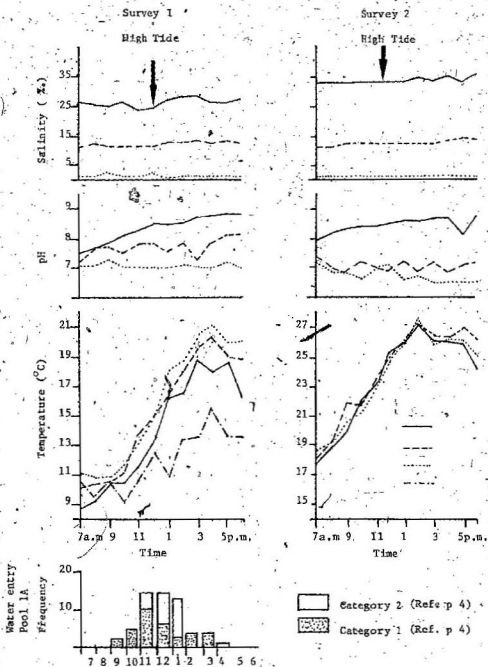 Survey 1
High Tide
Survey 2
High Tide
Salinity ( ‰ )
35
25
15
5
pH
9
8
7
Temperature (°C)
21
19
17
15
13
11
9
27
25
23
21
19
17
15
7a.m 9 11 1 3 5p.m.
Time
7a.m 9 11 1 3 5p.m.
Time
Water entry
Pool 1A
Frequency
20
10
7 8 9 10 11 12 1 2 3 4 5 6
Category 2 (Ref. p 4)
Category 1 (Ref. p 4)